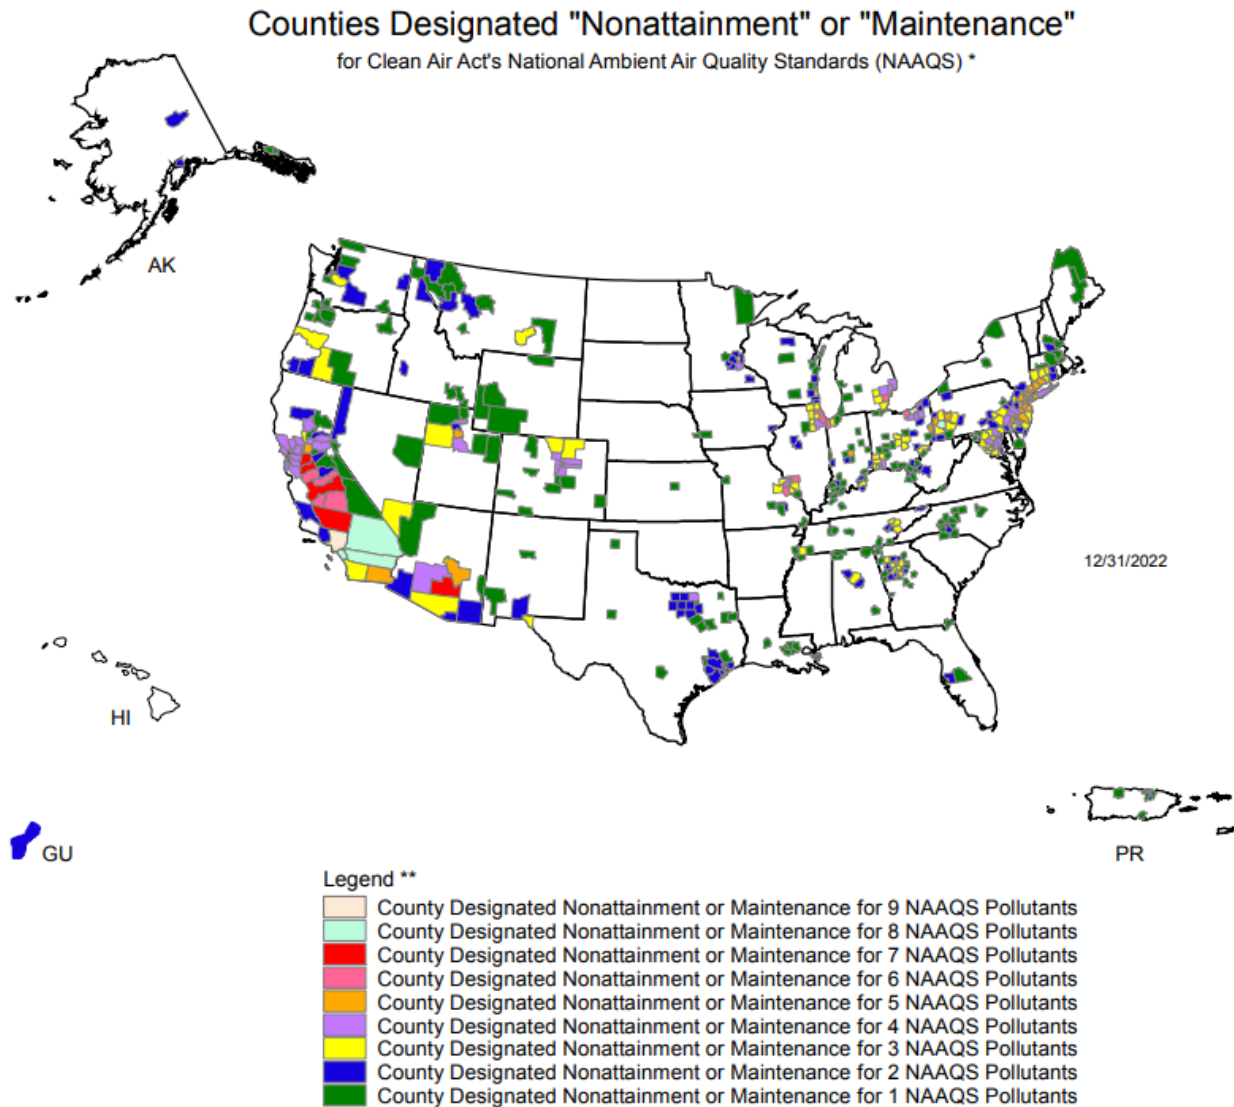 Counties Designated "Nonattainment" or "Maintenance"
for Clean Air Act's National Ambient Air Quality Standards (NAAQS) *
AK
12/31/2022
HI
GU
PR
Legend **
County Designated Nonattainment or Maintenance for 9 NAAQS Pollutants
County Designated Nonattainment or Maintenance for 8 NAAQS Pollutants
County Designated Nonattainment or Maintenance for 7 NAAQS Pollutants
County Designated Nonattainment or Maintenance for 6 NAAQS Pollutants
County Designated Nonattainment or Maintenance for 5 NAAQS Pollutants
County Designated Nonattainment or Maintenance for 4 NAAQS Pollutants
County Designated Nonattainment or Maintenance for 3 NAAQS Pollutants
County Designated Nonattainment or Maintenance for 2 NAAQS Pollutants
County Designated Nonattainment or Maintenance for 1 NAAQS Pollutants